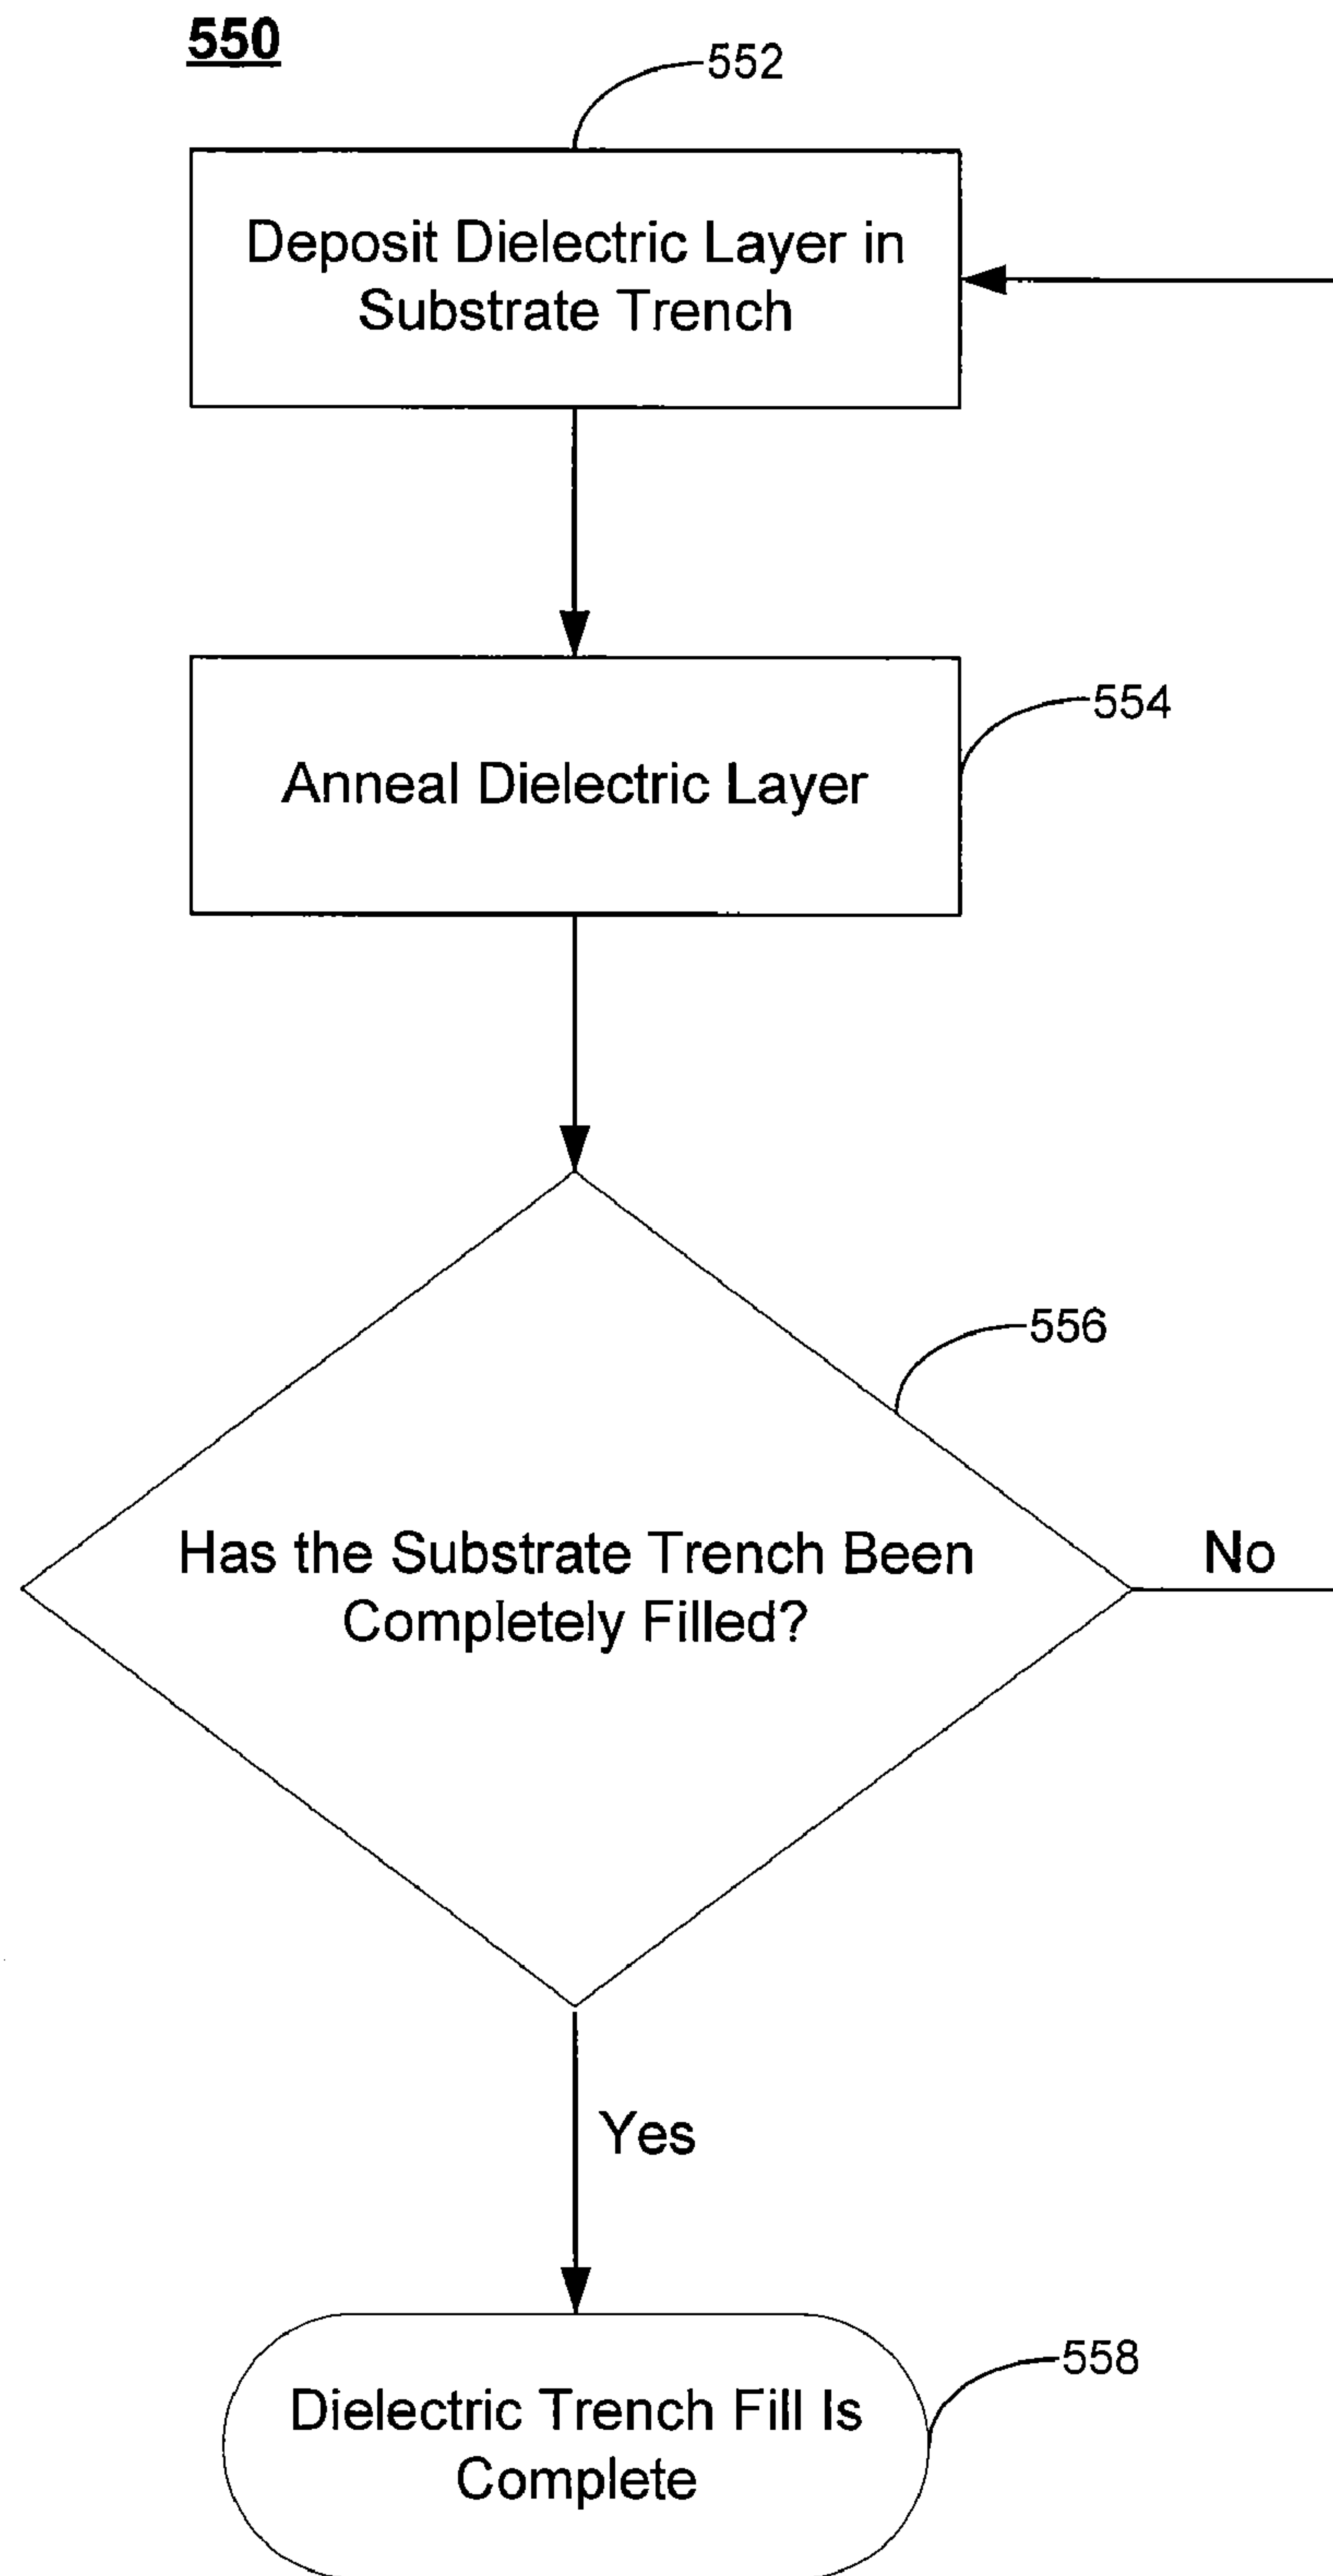 550
552
Deposit Dielectric Layer in
Substrate Trench
554
Anneal Dielectric Layer
556
Has the Substrate Trench Been
Completely Filled?
No
Yes
558
Dielectric Trench Fill Is
Complete